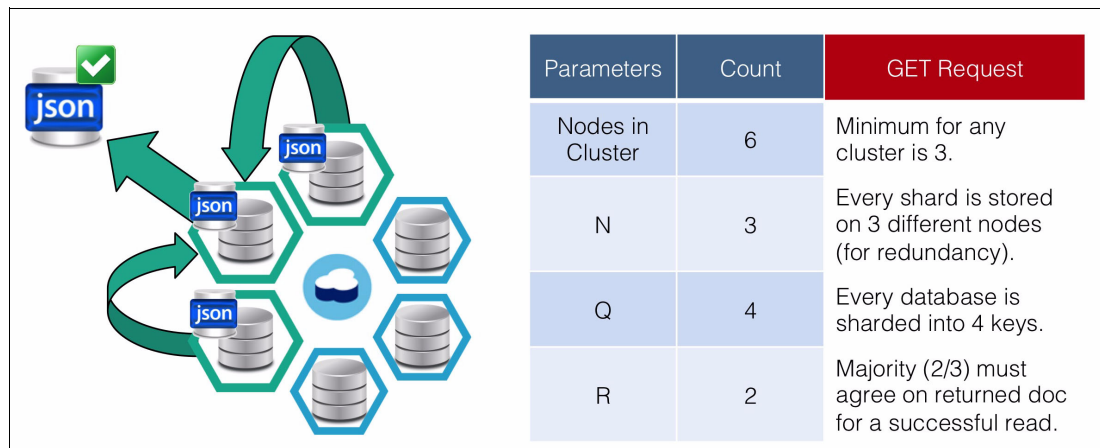 json
json
json
json
Parameters Count GET Request
Nodes in
Cluster
6
Minimum for any
cluster is 3.
N
3
Every shard is stored
on 3 different nodes
(for redundancy).
Q
4
Every database is
sharded into 4 keys.
R
2
Majority (2/3) must
agree on returned doc
for a successful read.